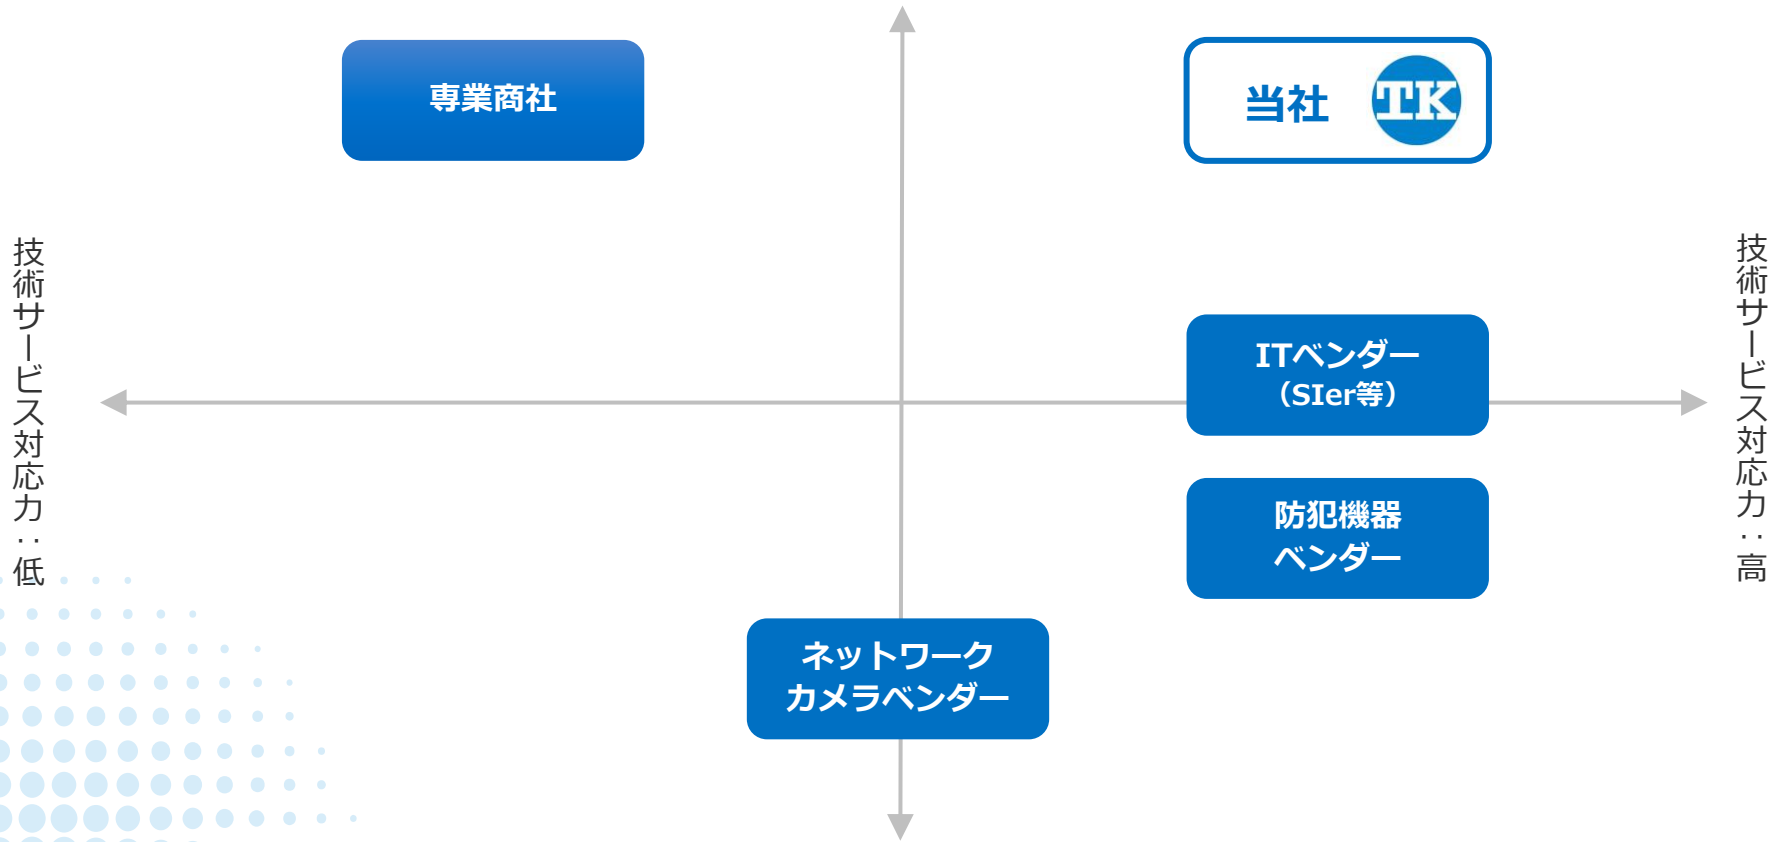 専業商社
当社 TK
技術サービス対応力：低
技術サービス対応力：高
ITベンダー
（SIer等）
防犯機器
ベンダー
ネットワーク
カメラベンダー